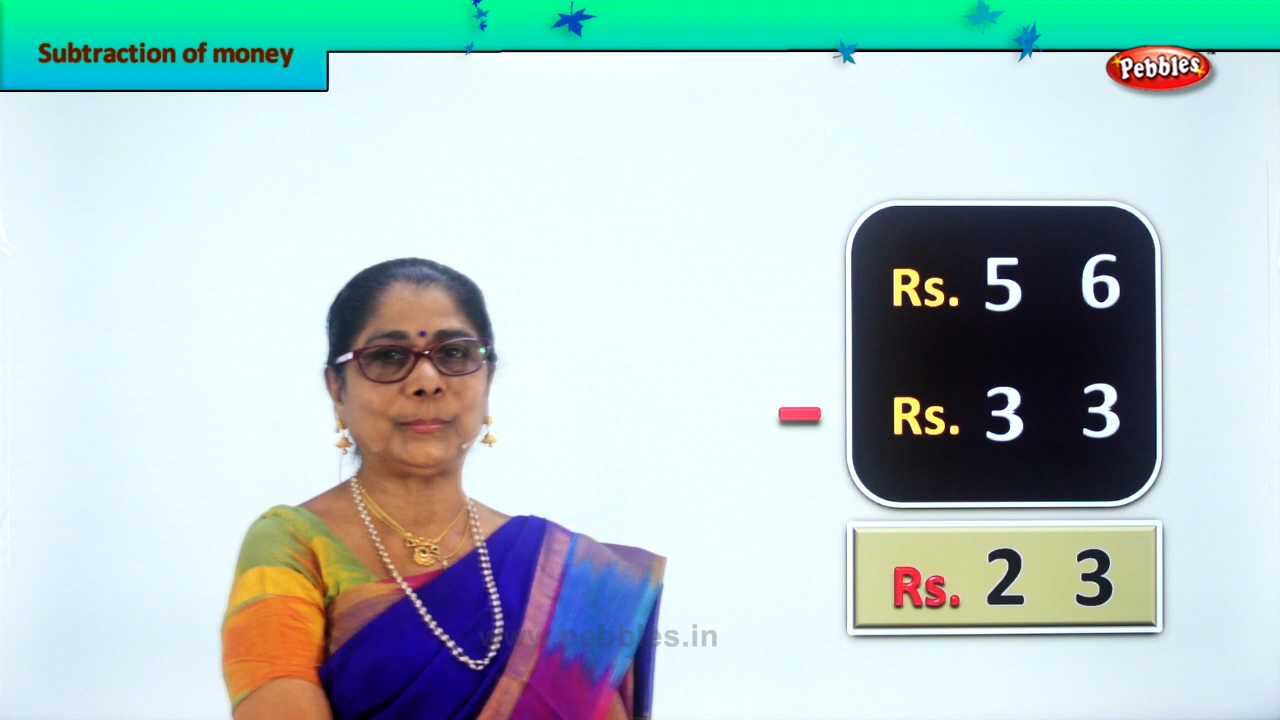 Subtraction of money
Pebbles
Rs. 5 6
- Rs. 3 3
Rs. 2 3
www.pebbles.in